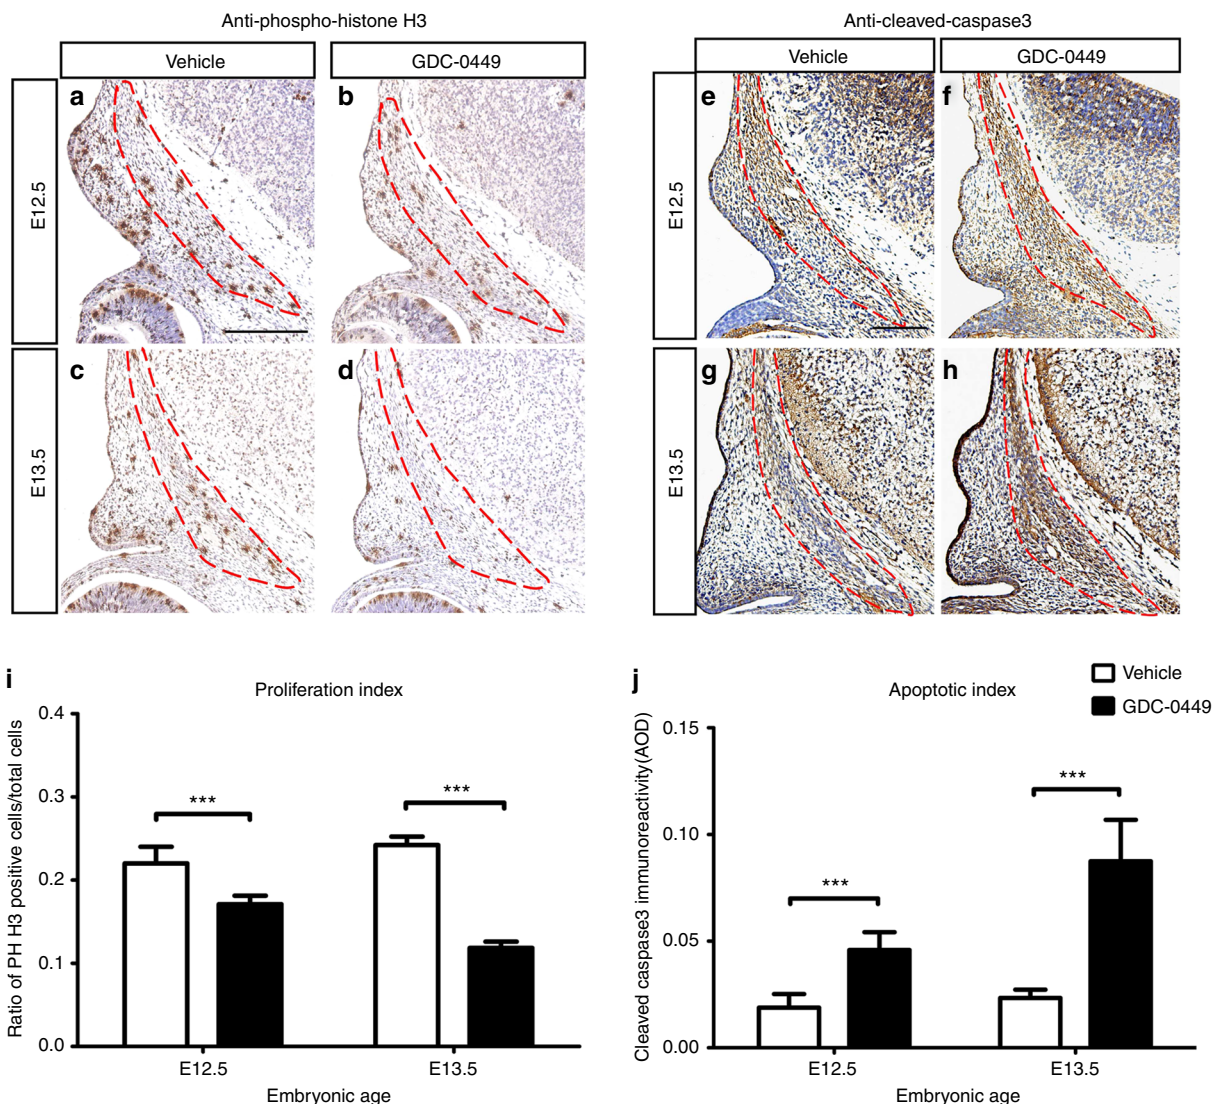 Anti-phospho-histone H3
Anti-cleaved-caspase3
Vehicle
GDC-0449
Vehicle
GDC-0449
E12.5
a
b
e
f
E13.5
c
d
g
h
E12.5
E13.5
i
Proliferation index
Ratio of PH H3 positive cells/total cells
0.4
0.3
0.2
0.1
0.0
***
***
E12.5
E13.5
Embryonic age
j
Apoptotic index
Vehicle
GDC-0449
Cleaved caspase3 immunoreactivity(AOD)
0.15
0.10
0.05
0.00
***
***
E12.5
E13.5
Embryonic age